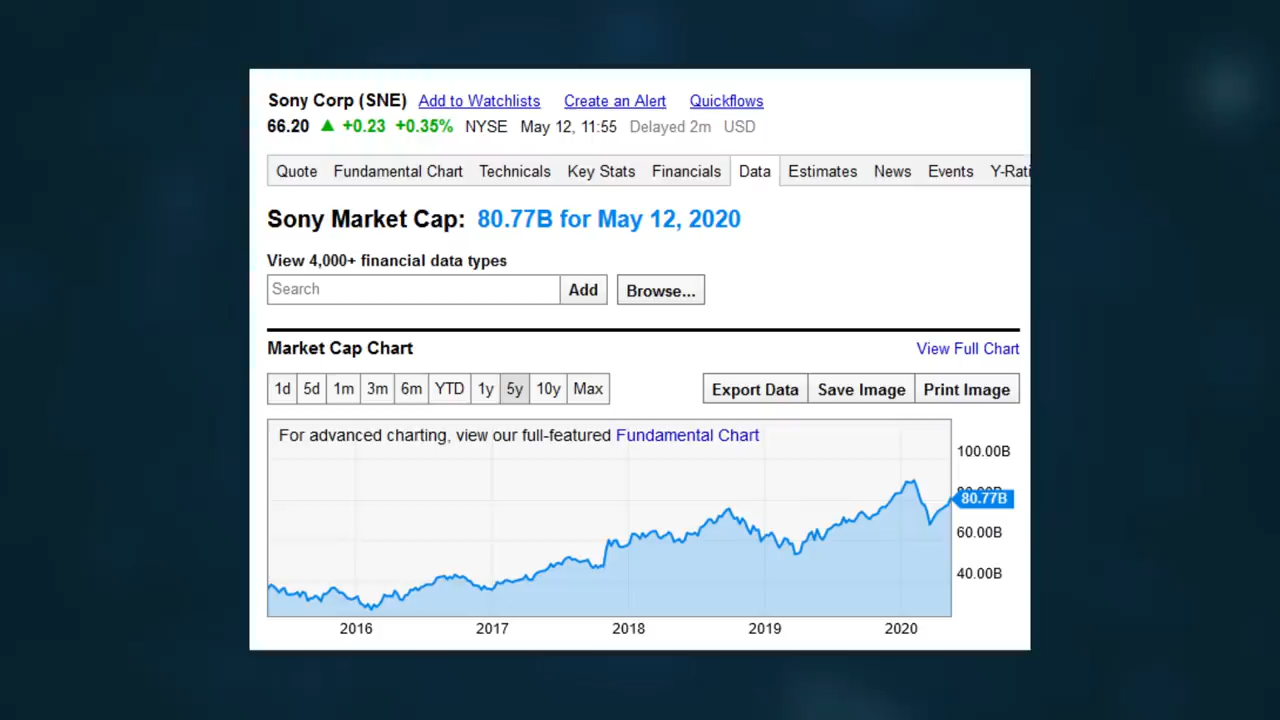 Sony Corp (SNE) Add to Watchlists Create an Alert Quickflows
66.20 ▲ +0.23 +0.35% NYSE May 12, 11:55 Delayed 2m USD
Quote Fundamental Chart Technicals Key Stats Financials Data Estimates News Events Y-Rati
Sony Market Cap: 80.77B for May 12, 2020
View 4,000+ financial data types
Search Add Browse...
Market Cap Chart View Full Chart
1d 5d 1m 3m 6m YTD 1y 5y 10y Max Export Data Save Image Print Image
For advanced charting, view our full-featured Fundamental Chart
100.00B
80.77B
60.00B
40.00B
2016 2017 2018 2019 2020